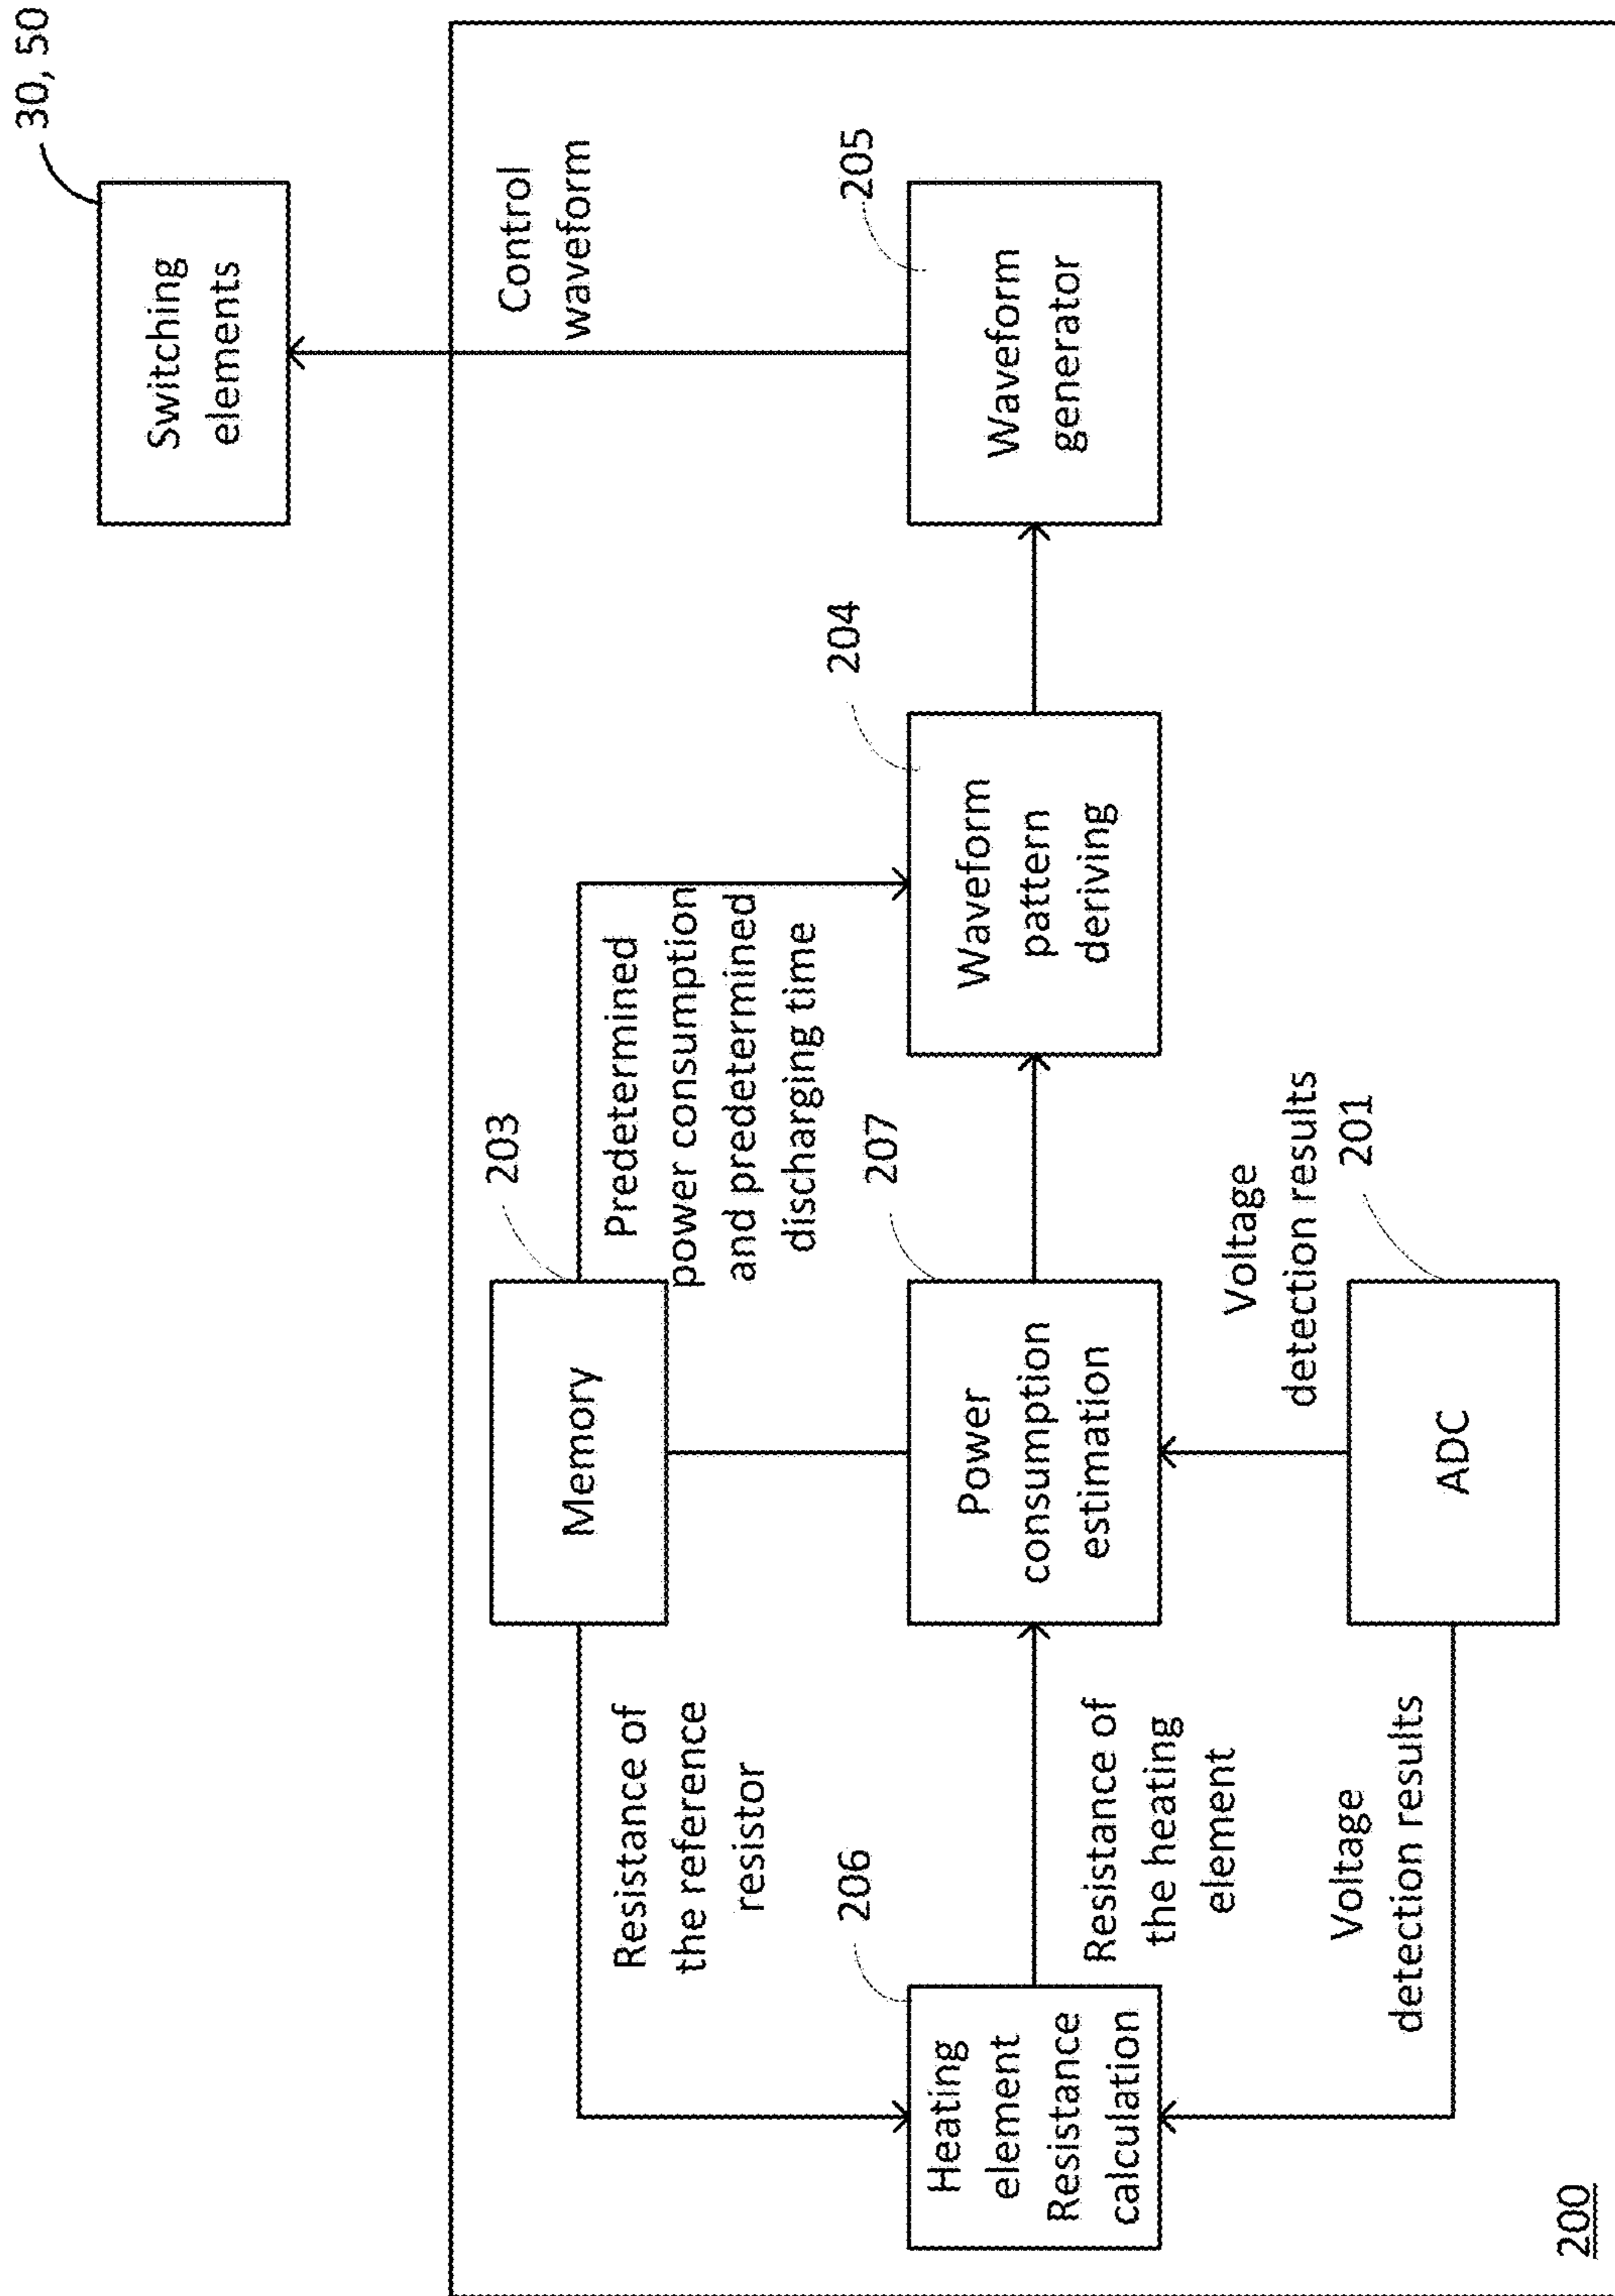 30, 50
Switching
elements
Control
waveform
203
Memory
Resistance of
the reference
resistor
Predetermined
power consumption
and predetermined
discharging time
206
Heating
element
Resistance
calculation
Resistance of
the heating
element
207
Power
consumption
estimation
204
Waveform
pattern
deriving
205
Waveform
generator
Voltage
detection results
Voltage
detection results
201
ADC
200